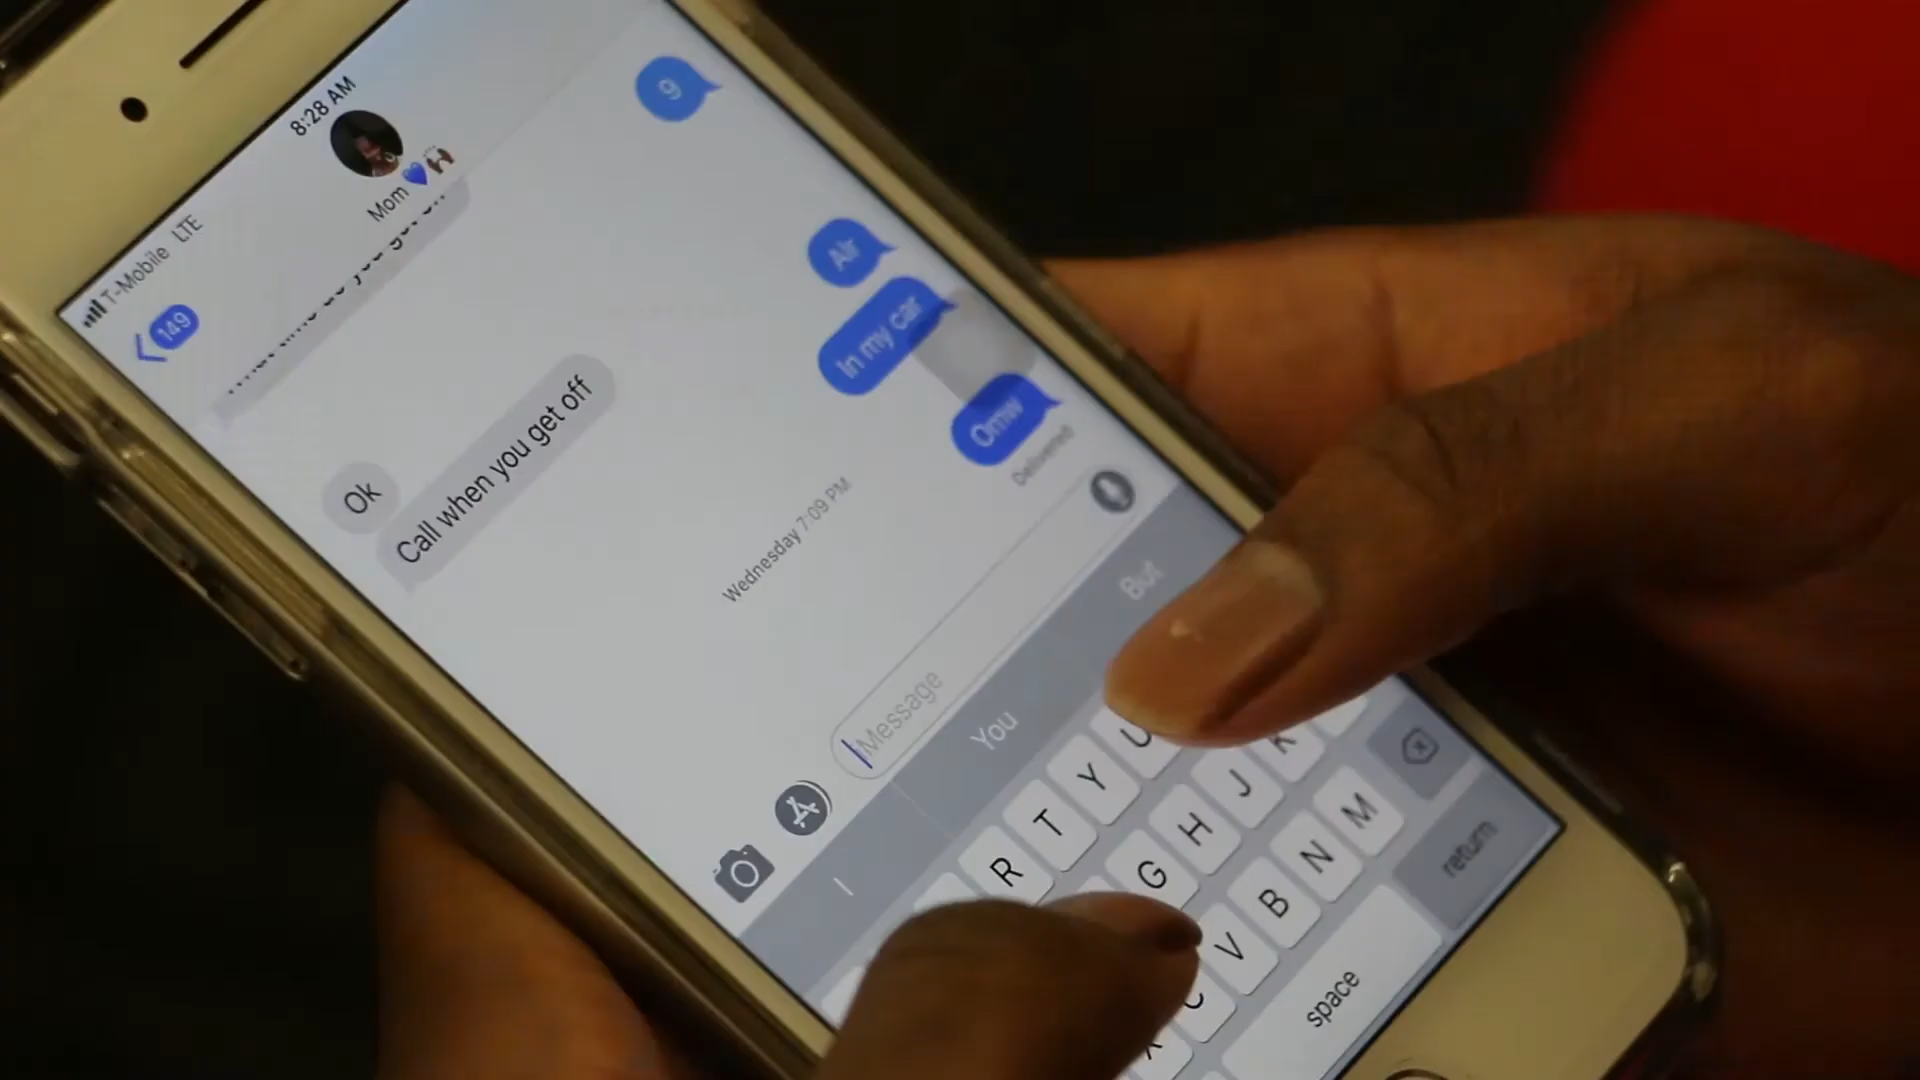 T-Mobile LTE
8:28 AM
149
Mom
9
Ok
Call when you get off
Alr
Wednesday 7:09 PM
In my car
Omw
Delivered
Message
I
You
But
R T Y U
G H J K
X C V B N M
space
return